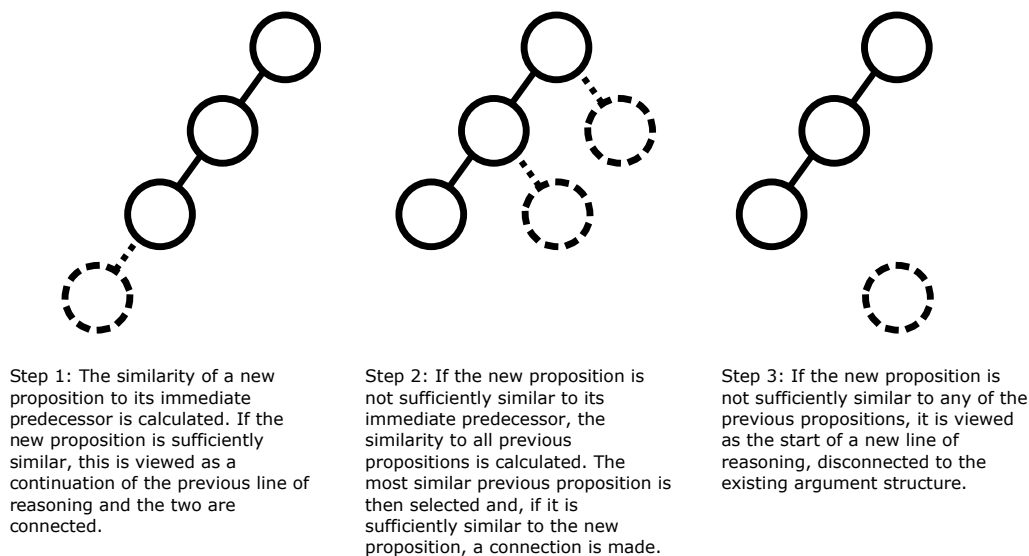 Step 1: The similarity of a new
proposition to its immediate
predecessor is calculated. If the
new proposition is sufficiently
similar, this is viewed as a
continuation of the previous line of
reasoning and the two are
connected.
Step 2: If the new proposition is
not sufficiently similar to its
immediate predecessor, the
similarity to all previous
propositions is calculated. The
most similar previous proposition is
then selected and, if it is
sufficiently similar to the new
proposition, a connection is made.
Step 3: If the new proposition is
not sufficiently similar to any of the
previous propositions, it is viewed
as the start of a new line of
reasoning, disconnected to the
existing argument structure.